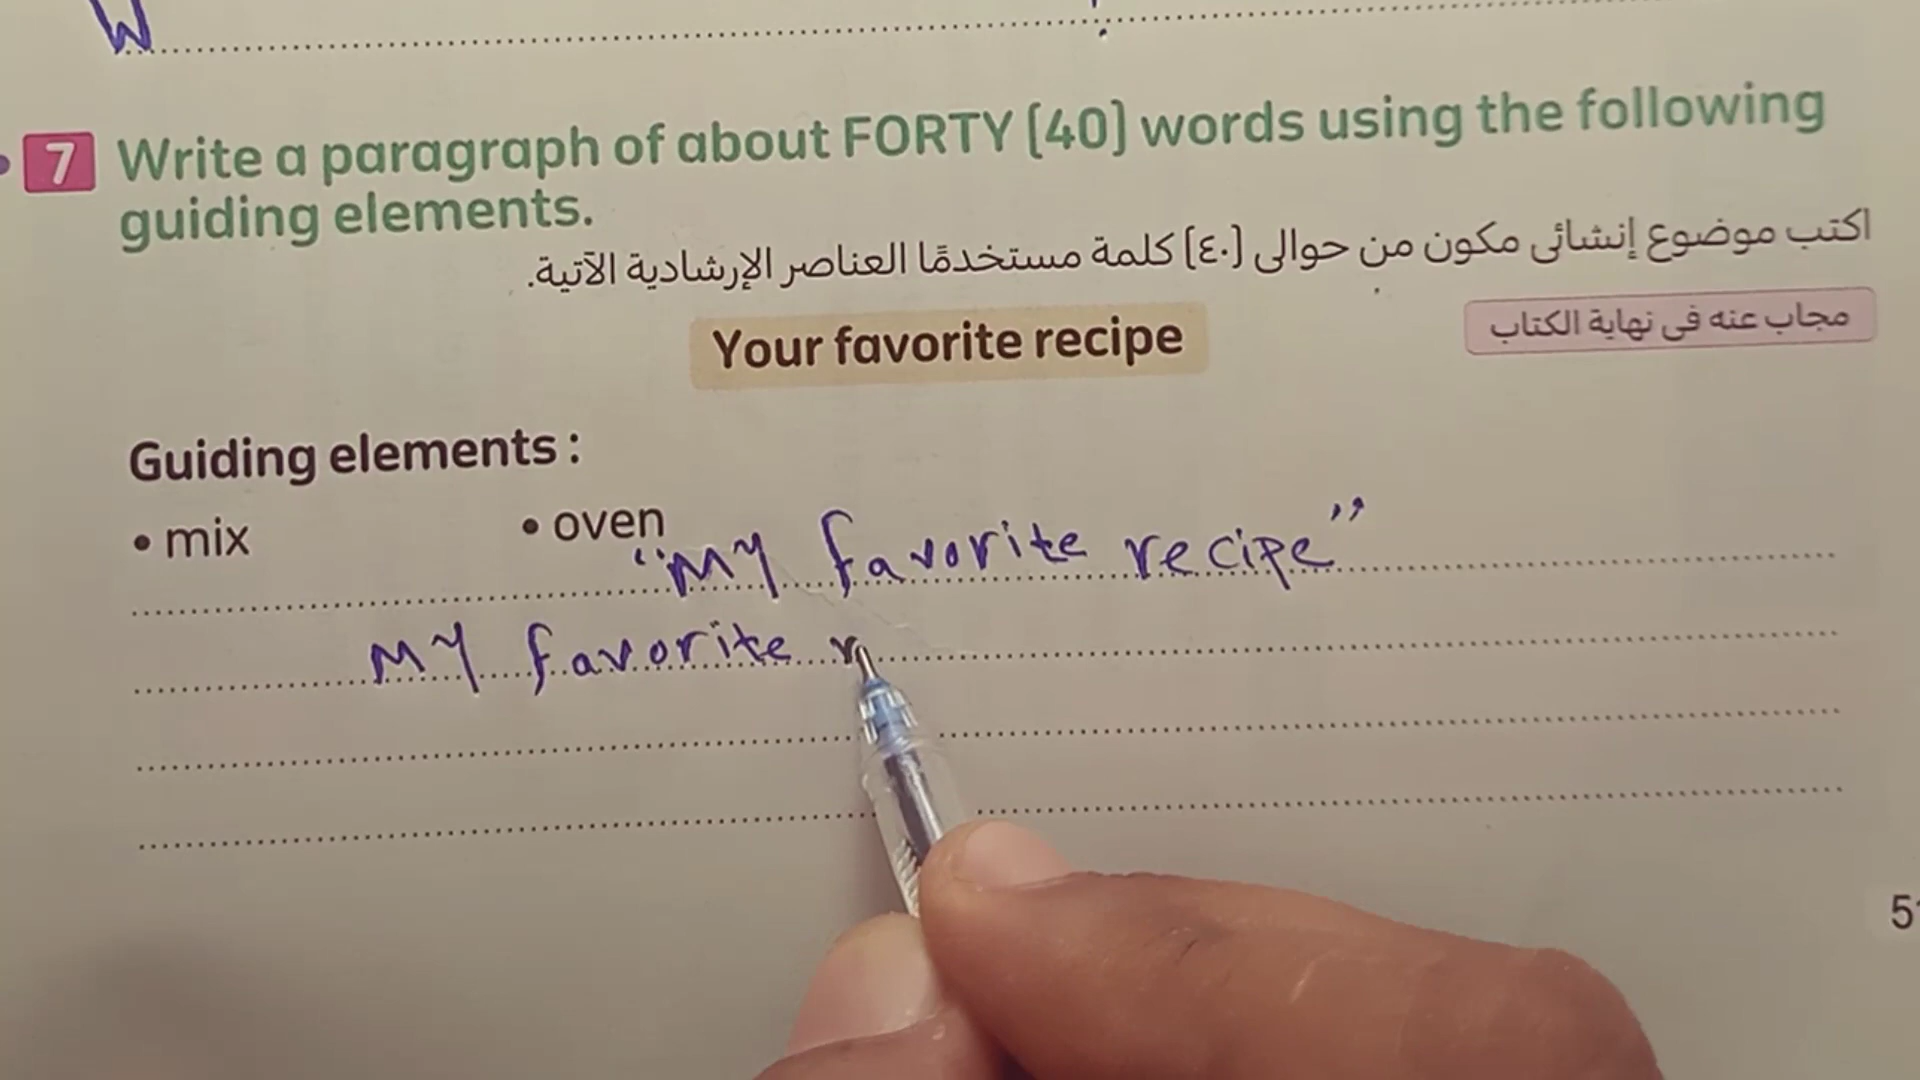 W
7 Write a paragraph of about FORTY [40] words using the following
guiding elements.
اكتب موضوع إنشائى مكون من حوالى [٤٠] كلمة مستخدمًا العناصر الإرشادية الآتية.
مجاب عنه فى نهاية الكتاب
Your favorite recipe
Guiding elements :
• mix • oven
"My favorite recipe"
My favorite r